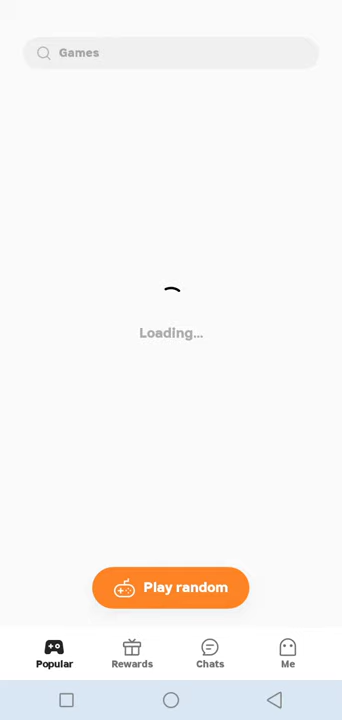 Games
Loading...
Play random
Popular
Rewards
Chats
Me